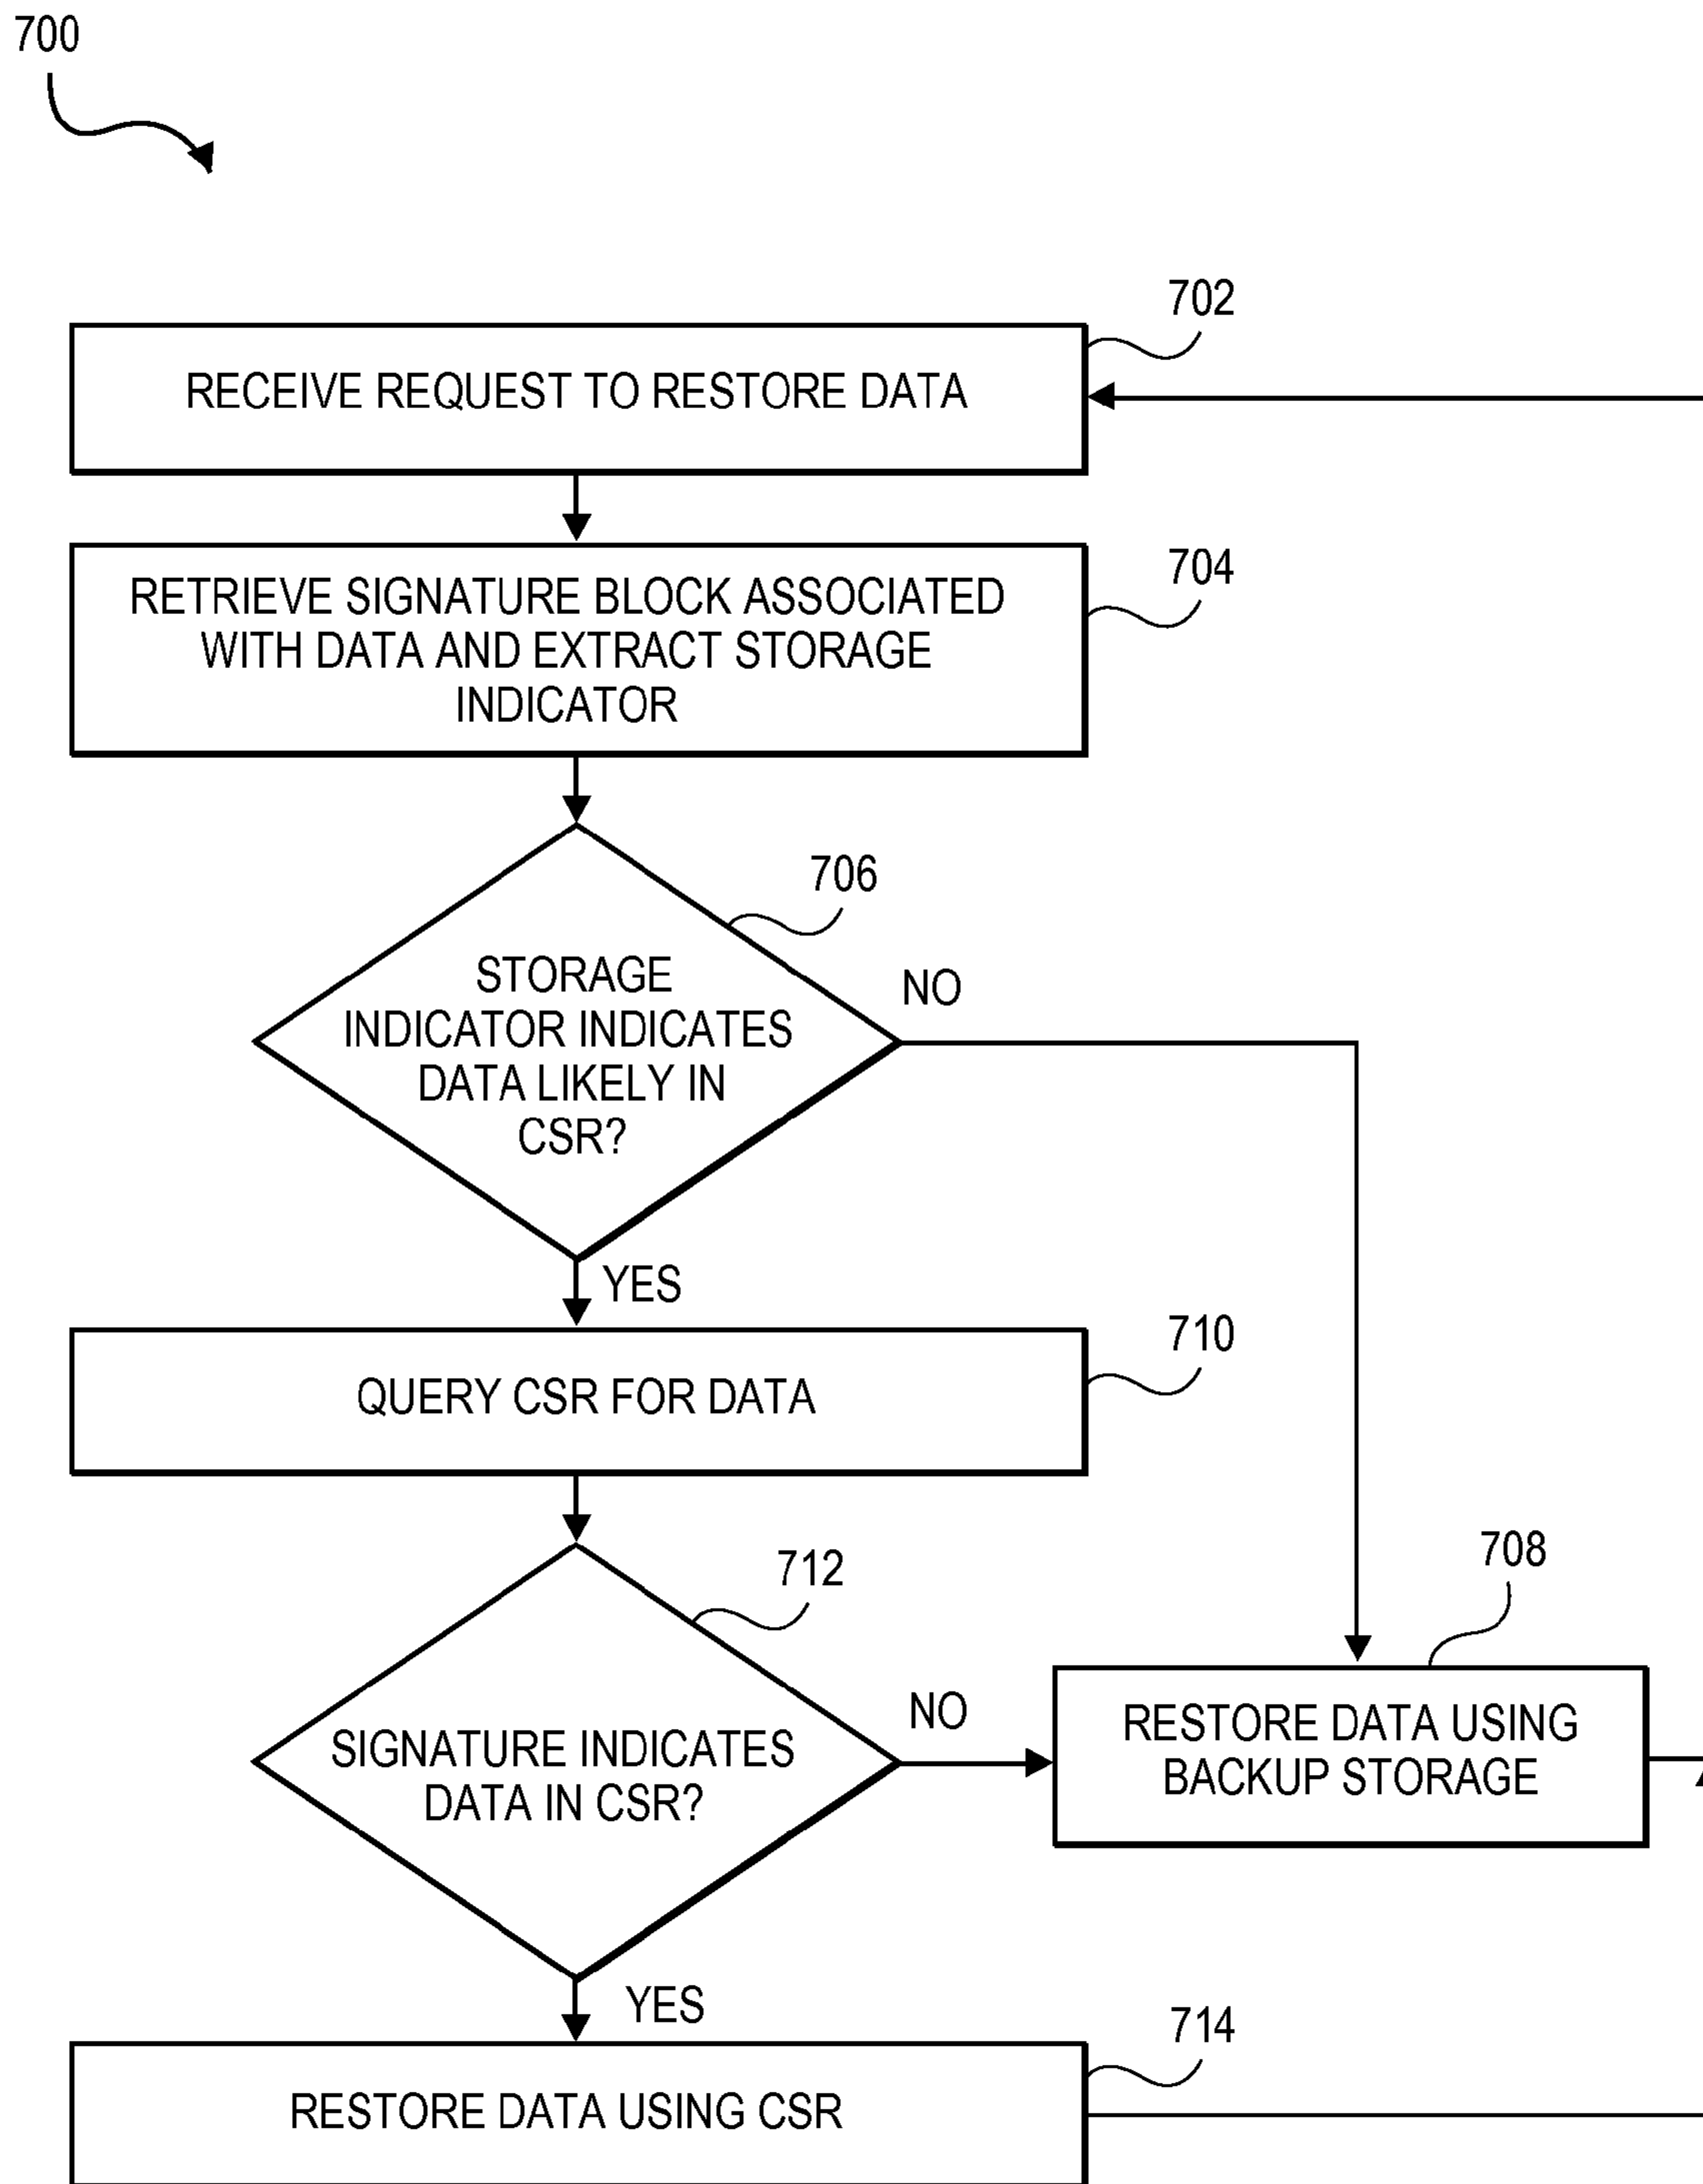 700
702
RECEIVE REQUEST TO RESTORE DATA
704
RETRIEVE SIGNATURE BLOCK ASSOCIATED
WITH DATA AND EXTRACT STORAGE
INDICATOR
706
STORAGE
INDICATOR INDICATES
DATA LIKELY IN
CSR?
NO
YES
710
QUERY CSR FOR DATA
712
SIGNATURE INDICATES
DATA IN CSR?
NO
708
RESTORE DATA USING
BACKUP STORAGE
YES
714
RESTORE DATA USING CSR